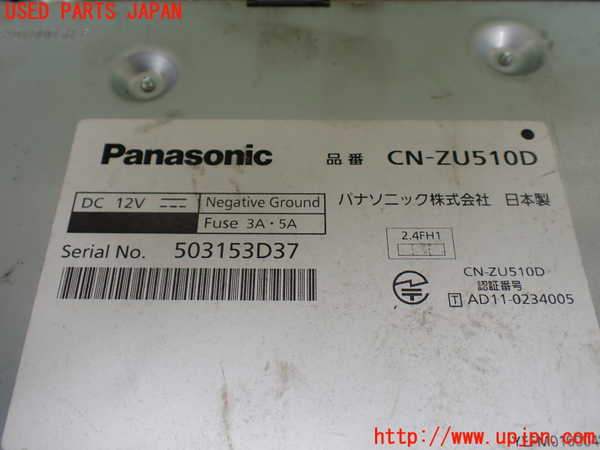 USED PARTS JAPAN
Panasonic 品番 CN-ZU510D
DC 12V Negative Ground
Fuse 3A・5A
パナソニック株式会社 日本製
2.4FH1
Serial No. 503153D37
CN-ZU510D
認証番号
T AD11-0234005
http://www.upjpn.com/